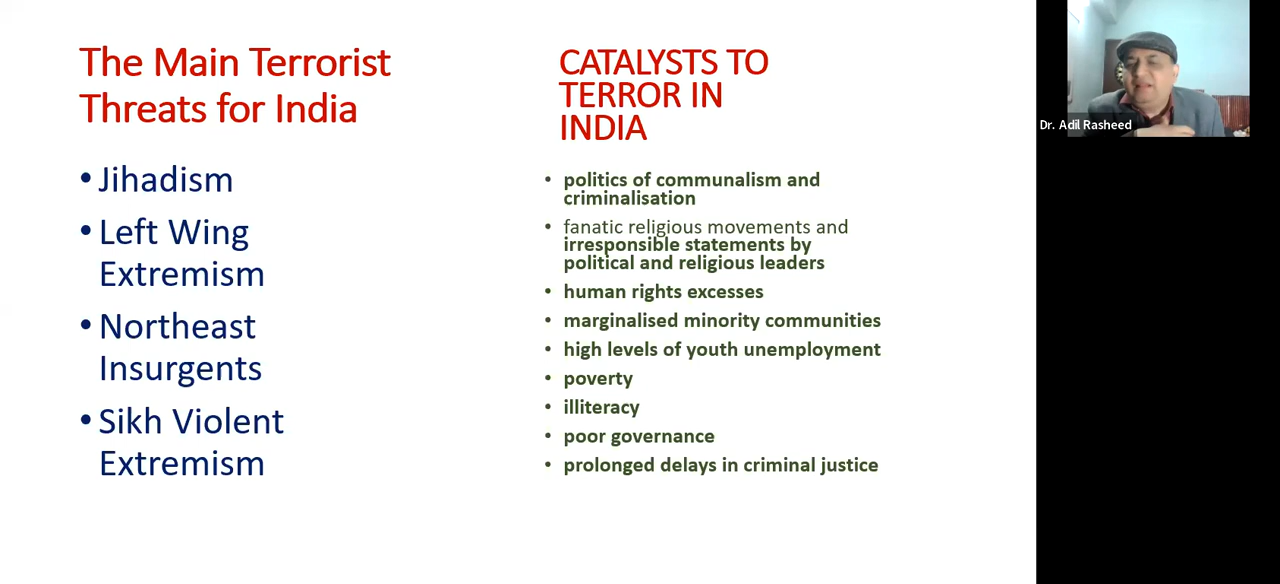 The Main Terrorist
Threats for India
• Jihadism
• Left Wing
Extremism
• Northeast
Insurgents
• Sikh Violent
Extremism
CATALYSTS TO
TERROR IN
INDIA
• politics of communalism and
criminalisation
• fanatic religious movements and
irresponsible statements by
political and religious leaders
• human rights excesses
• marginalised minority communities
• high levels of youth unemployment
• poverty
• illiteracy
• poor governance
• prolonged delays in criminal justice
Dr. Adil Rasheed